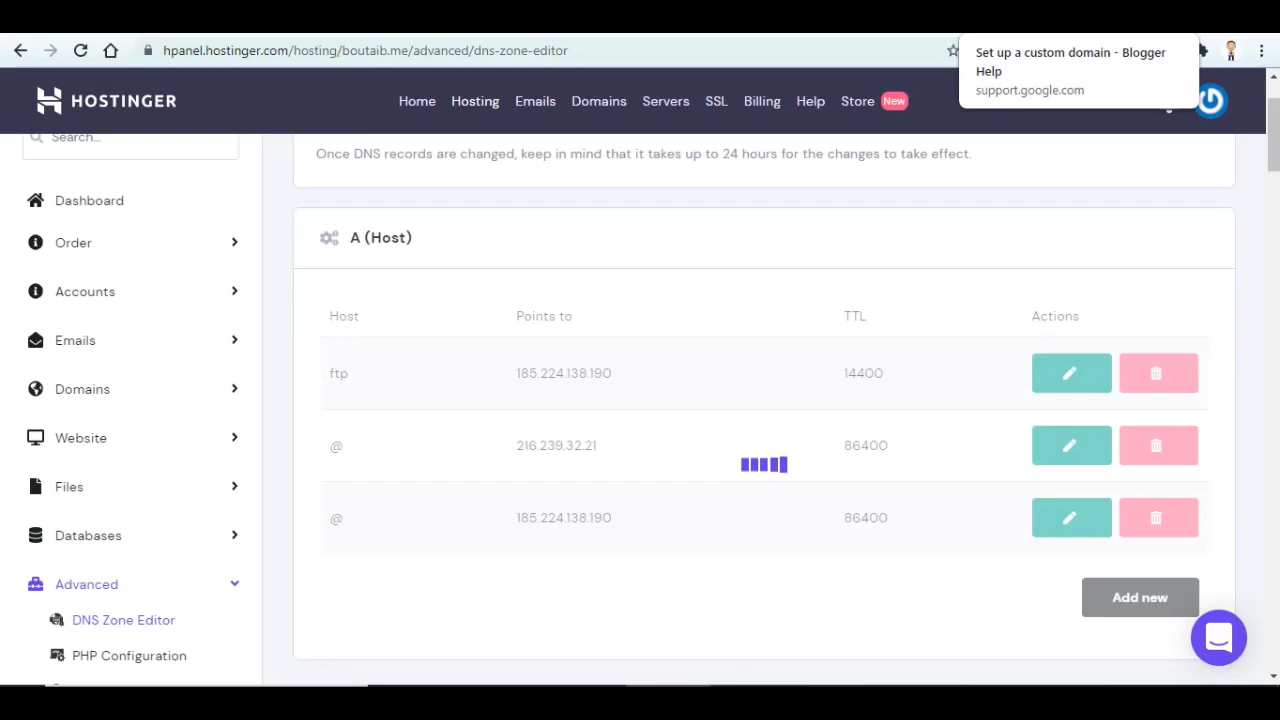 hpanel.hostinger.com/hosting/boutaib.me/advanced/dns-zone-editor
Set up a custom domain - Blogger
Help
support.google.com
HOSTINGER
Home
Hosting
Emails
Domains
Servers
SSL
Billing
Help
Store
New
Search...
Dashboard
Order
Accounts
Emails
Domains
Website
Files
Databases
Advanced
DNS Zone Editor
PHP Configuration
Once DNS records are changed, keep in mind that it takes up to 24 hours for the changes to take effect.
A (Host)
Host Points to TTL Actions
ftp 185.224.138.190 14400
@ 216.239.32.21 86400
@ 185.224.138.190 86400
Add new